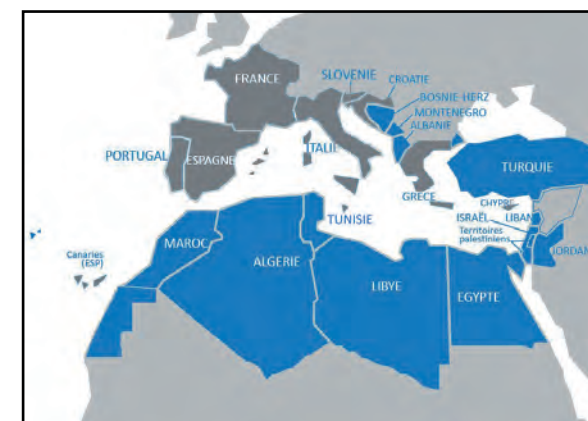 FRANCE
SLOVENIE
CROATIE
BOSNIE-HERZ
MONTENEGRO
ALBANIE
PORTUGAL
ESPAGNE
ITALIE
TURQUIE
GRECE
CHYPRE
TUNISIE
ISRAËL
LIBAN
Territoires
palestiniens
JORDAN
MAROC
Canaries
(ESP)
ALGERIE
LIBYE
EGYPTE